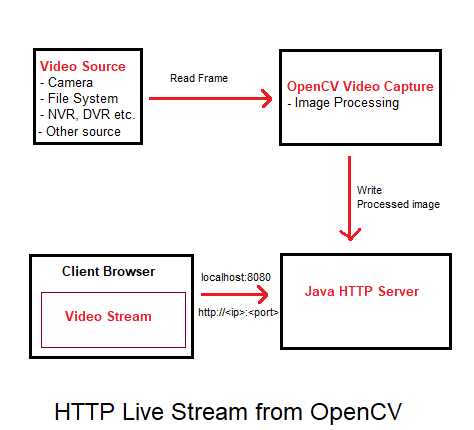 Video Source
- Camera
- File System
- NVR, DVR etc.
- Other source
Read Frame
OpenCV Video Capture
- Image Processing
Write
Processed image
Client Browser
Video Stream
localhost:8080
http://<ip>:<port>
Java HTTP Server
HTTP Live Stream from OpenCV